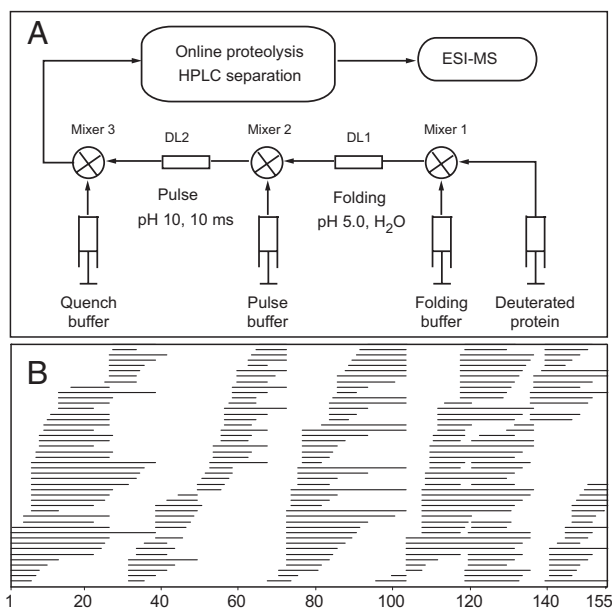 A
Online proteolysis
HPLC separation
ESI-MS
Mixer 3
DL2
Mixer 2
DL1
Mixer 1
Pulse
pH 10, 10 ms
Folding
pH 5.0, H₂O
Quench
buffer
Pulse
buffer
Folding
buffer
Deuterated
protein
B
1 20 40 60 80 100 120 140 155